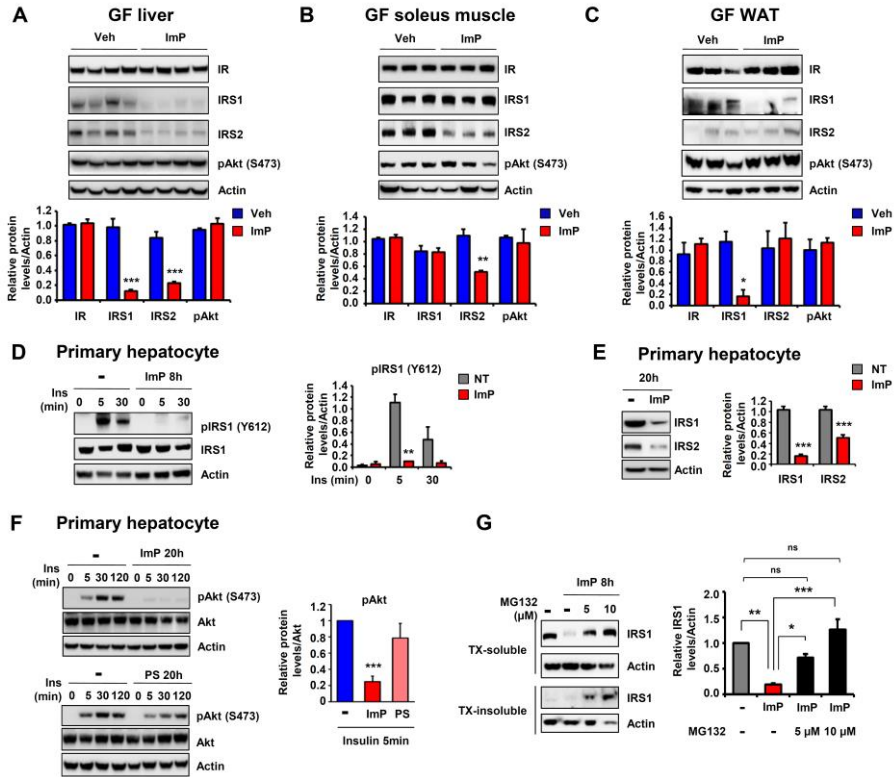 A GF liver
Veh ImP
IR
IRS1
IRS2
pAkt (S473)
Actin
Relative protein
levels/Actin
1.2
1.0
0.8
0.6
0.4
0.2
0.0
Veh
ImP
*** ***
IR IRS1 IRS2 pAkt
B GF soleus muscle
Veh ImP
IR
IRS1
IRS2
pAkt (S473)
Actin
Relative protein
levels/Actin
1.6
1.4
1.2
1.0
0.8
0.6
0.4
0.2
0.0
Veh
ImP
**
IR IRS1 IRS2 pAkt
C GF WAT
Veh ImP
IR
IRS1
IRS2
pAkt (S473)
Actin
Relative protein
levels/Actin
1.6
1.4
1.2
1.0
0.8
0.6
0.4
0.2
0.0
Veh
ImP
*
IR IRS1 IRS2 pAkt
D Primary hepatocyte
- ImP 8h
Ins
(min) 0 5 30 0 5 30
pIRS1 (Y612)
IRS1
Actin
pIRS1 (Y612)
NT
ImP
Relative protein
levels/Actin
1.4
1.2
1.0
0.8
0.6
0.4
0.2
0.0
**
Ins (min) 0 5 30
E Primary hepatocyte
20h
- ImP
IRS1
IRS2
Actin
NT
ImP
Relative protein
levels/Actin
1.2
1.0
0.8
0.6
0.4
0.2
0.0
*** ***
IRS1 IRS2
F Primary hepatocyte
- ImP 20h
Ins
(min) 0 5 30 120 0 5 30 120
pAkt (S473)
Akt
Actin
- PS 20h
Ins
(min) 0 5 30 120 0 5 30 120
pAkt (S473)
Akt
Actin
pAkt
Relative protein
levels/Akt
1.2
1.0
0.8
0.6
0.4
0.2
0.0
***
- ImP PS
Insulin 5min
G
ImP 8h
MG132
(μM) - - 5 10
TX-soluble
IRS1
Actin
TX-insoluble
IRS1
Actin
ns
ns
***
** *
Relative IRS1
levels/Actin
2.0
1.5
1.0
0.5
0.0
- ImP ImP ImP
MG132 - - 5 μM 10 μM